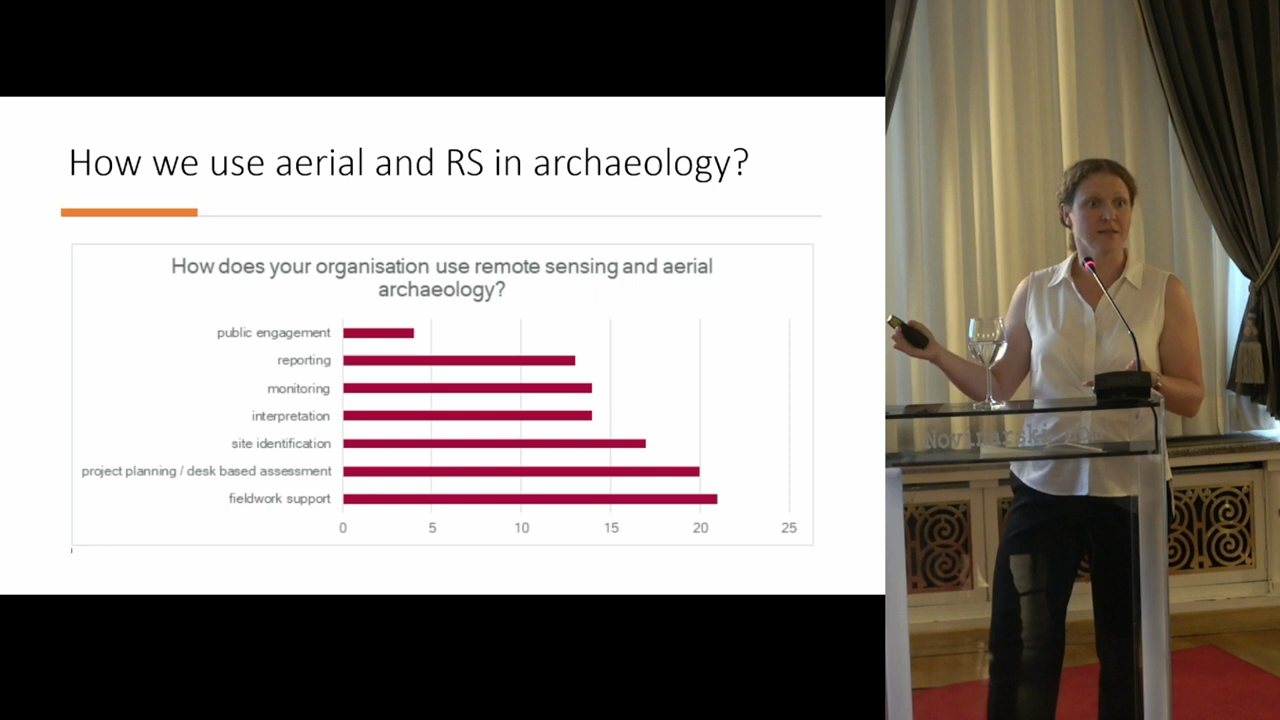 How we use aerial and RS in archaeology?
How does your organisation use remote sensing and aerial
archaeology?
public engagement
reporting
monitoring
interpretation
site identification
project planning / desk based assessment
fieldwork support
0 5 10 15 20 25
Novinarski